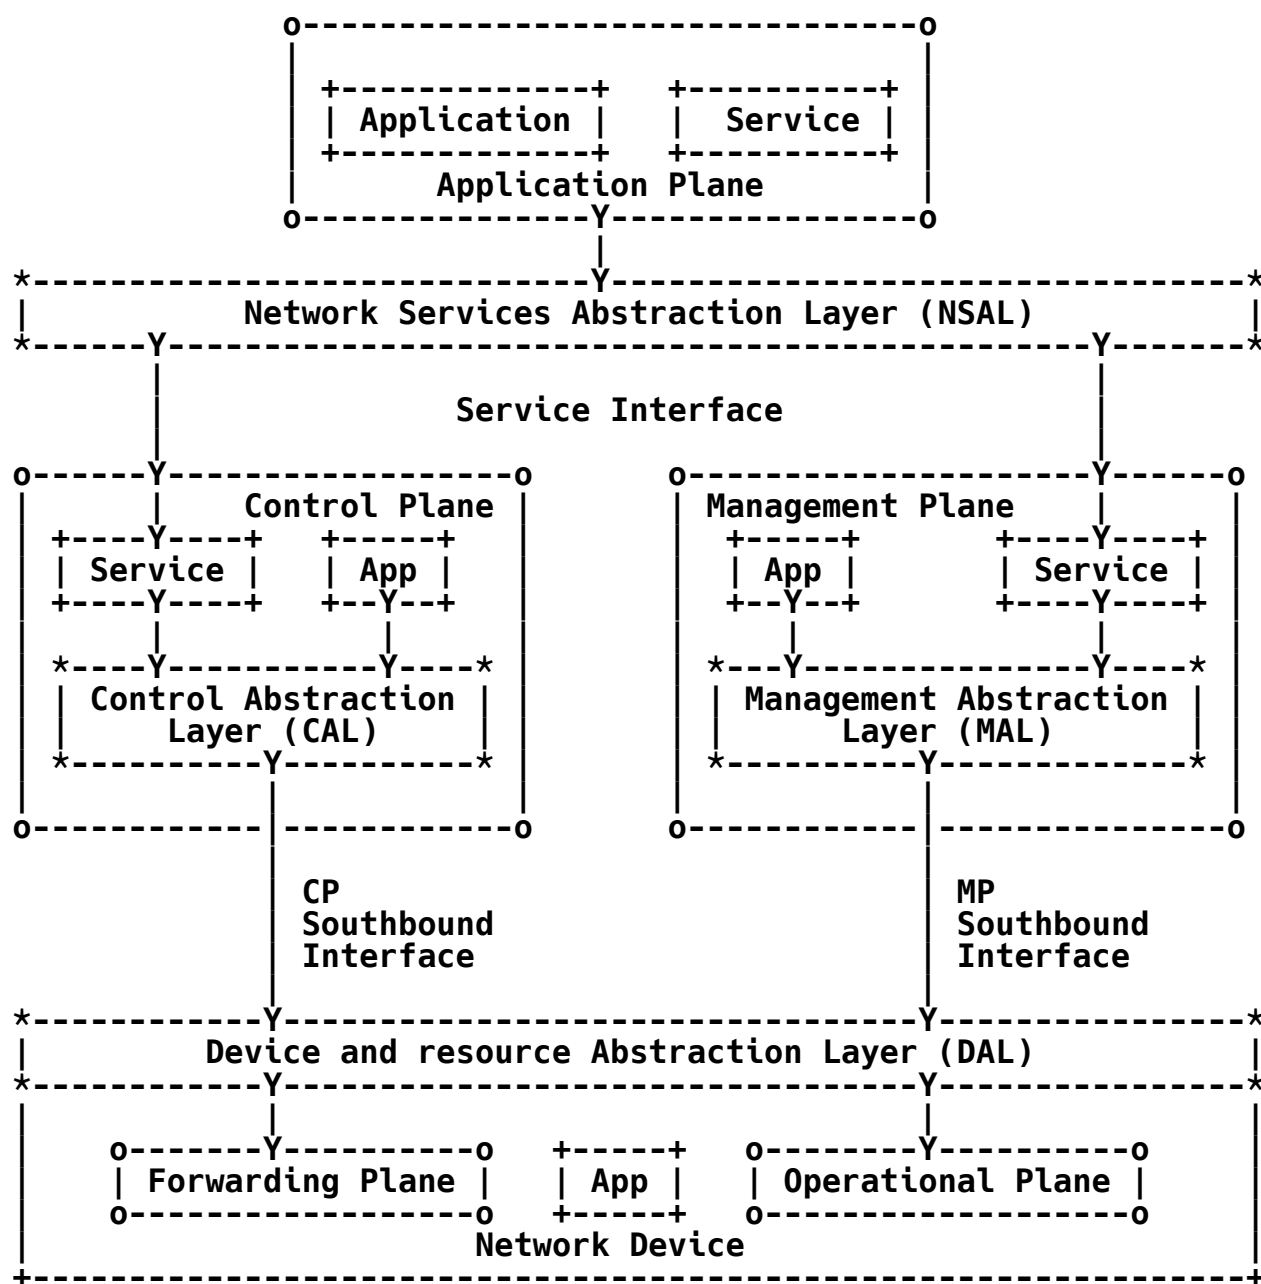 Application Service
Application Plane
Network Services Abstraction Layer (NSAL)
Service Interface
Control Plane Management Plane
Service App App Service
Control Abstraction Management Abstraction
Layer (CAL) Layer (MAL)
CP MP
Southbound Southbound
Interface Interface
Device and resource Abstraction Layer (DAL)
Forwarding Plane App Operational Plane
Network Device